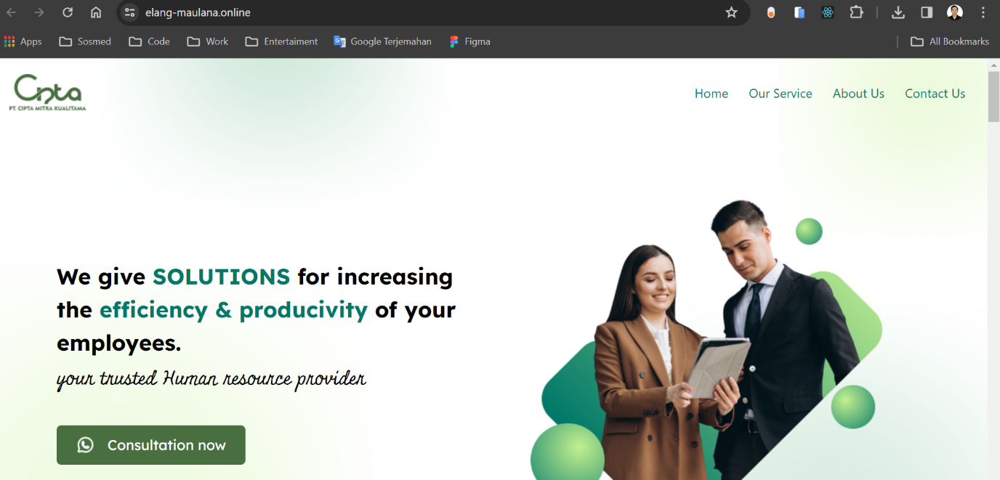 elang-maulana.online
Apps Sosmed Code Work Entertaiment Google Terjemahan Figma All Bookmarks
Cipta
PT. CIPTA MITRA KUALITAMA
Home Our Service About Us Contact Us
We give SOLUTIONS for increasing
the efficiency & producivity of your
employees.
your trusted Human resource provider
Consultation now